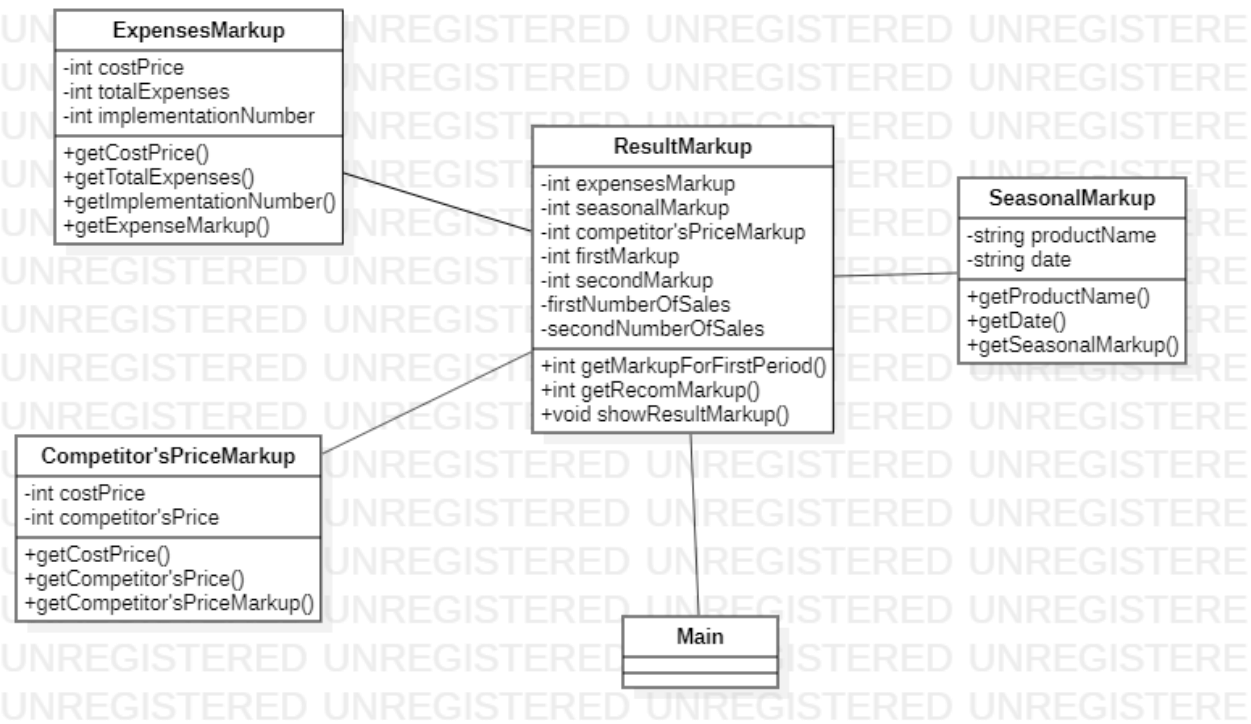 ExpensesMarkup
-int costPrice
-int totalExpenses
-int implementationNumber
+getCostPrice()
+getTotalExpenses()
+getImplementationNumber()
+getExpenseMarkup()
ResultMarkup
-int expensesMarkup
-int seasonalMarkup
-int competitor'sPriceMarkup
-int firstMarkup
-int secondMarkup
-firstNumberOfSales
-secondNumberOfSales
+int getMarkupForFirstPeriod()
+int getRecomMarkup()
+void showResultMarkup()
SeasonalMarkup
-string productName
-string date
+getProductName()
+getDate()
+getSeasonalMarkup()
Competitor'sPriceMarkup
-int costPrice
-int competitor'sPrice
+getCostPrice()
+getCompetitor'sPrice()
+getCompetitor'sPriceMarkup()
Main
UNREGISTERED